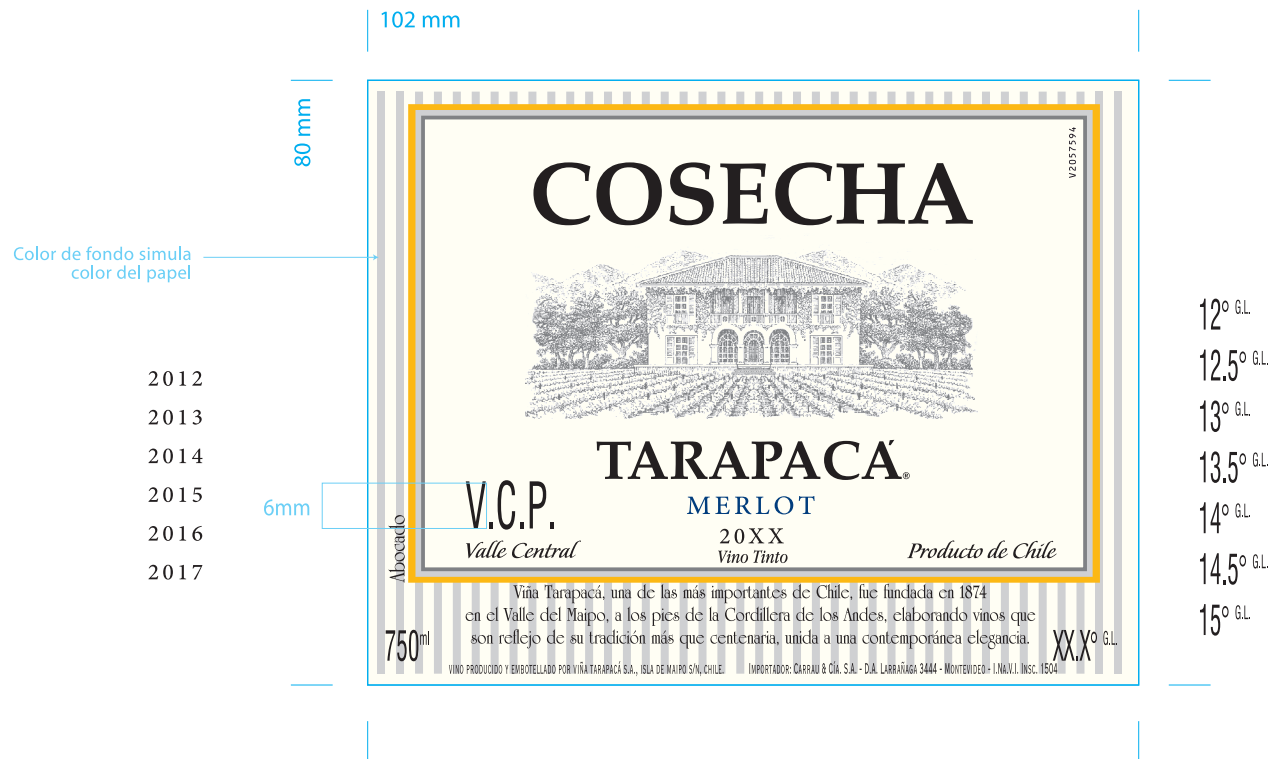 102 mm
80 mm
V2057594
COSECHA
Color de fondo simula
color del papel
TARAPACÁ®
MERLOT
20XX
Vino Tinto
V.C.P.
Valle Central
Producto de Chile
6mm
Abocado
2012
2013
2014
2015
2016
2017
12° G.L.
12.5° G.L.
13° G.L.
13.5° G.L.
14° G.L.
14.5° G.L.
15° G.L.
Viña Tarapacá, una de las más importantes de Chile, fue fundada en 1874
en el Valle del Maipo, a los pies de la Cordillera de los Andes, elaborando vinos que
son reflejo de su tradición más que centenaria, unida a una contemporánea elegancia.
750ml
XX.X° G.L.
VINO PRODUCIDO Y EMBOTELLADO POR VIÑA TARAPACÁ S.A., ISLA DE MAIPO S/N, CHILE. IMPORTADOR: CARRAU & CÍA. S.A. - D.A. LARRAÑAGA 3444 - MONTEVIDEO - I.NA.V.I. INSC. 1504